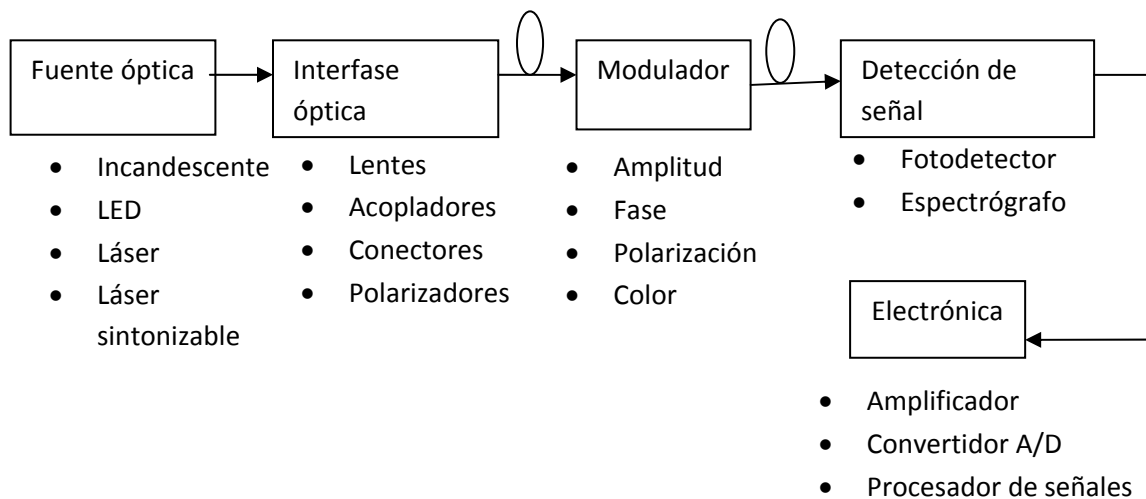 Fuente óptica
Incandescente
LED
Láser
Láser
sintonizable
Interfase
óptica
Lentes
Acopladores
Conectores
Polarizadores
Modulador
Amplitud
Fase
Polarización
Color
Detección de
señal
Fotodetector
Espectrógrafo
Electrónica
Amplificador
Convertidor A/D
Procesador de señales